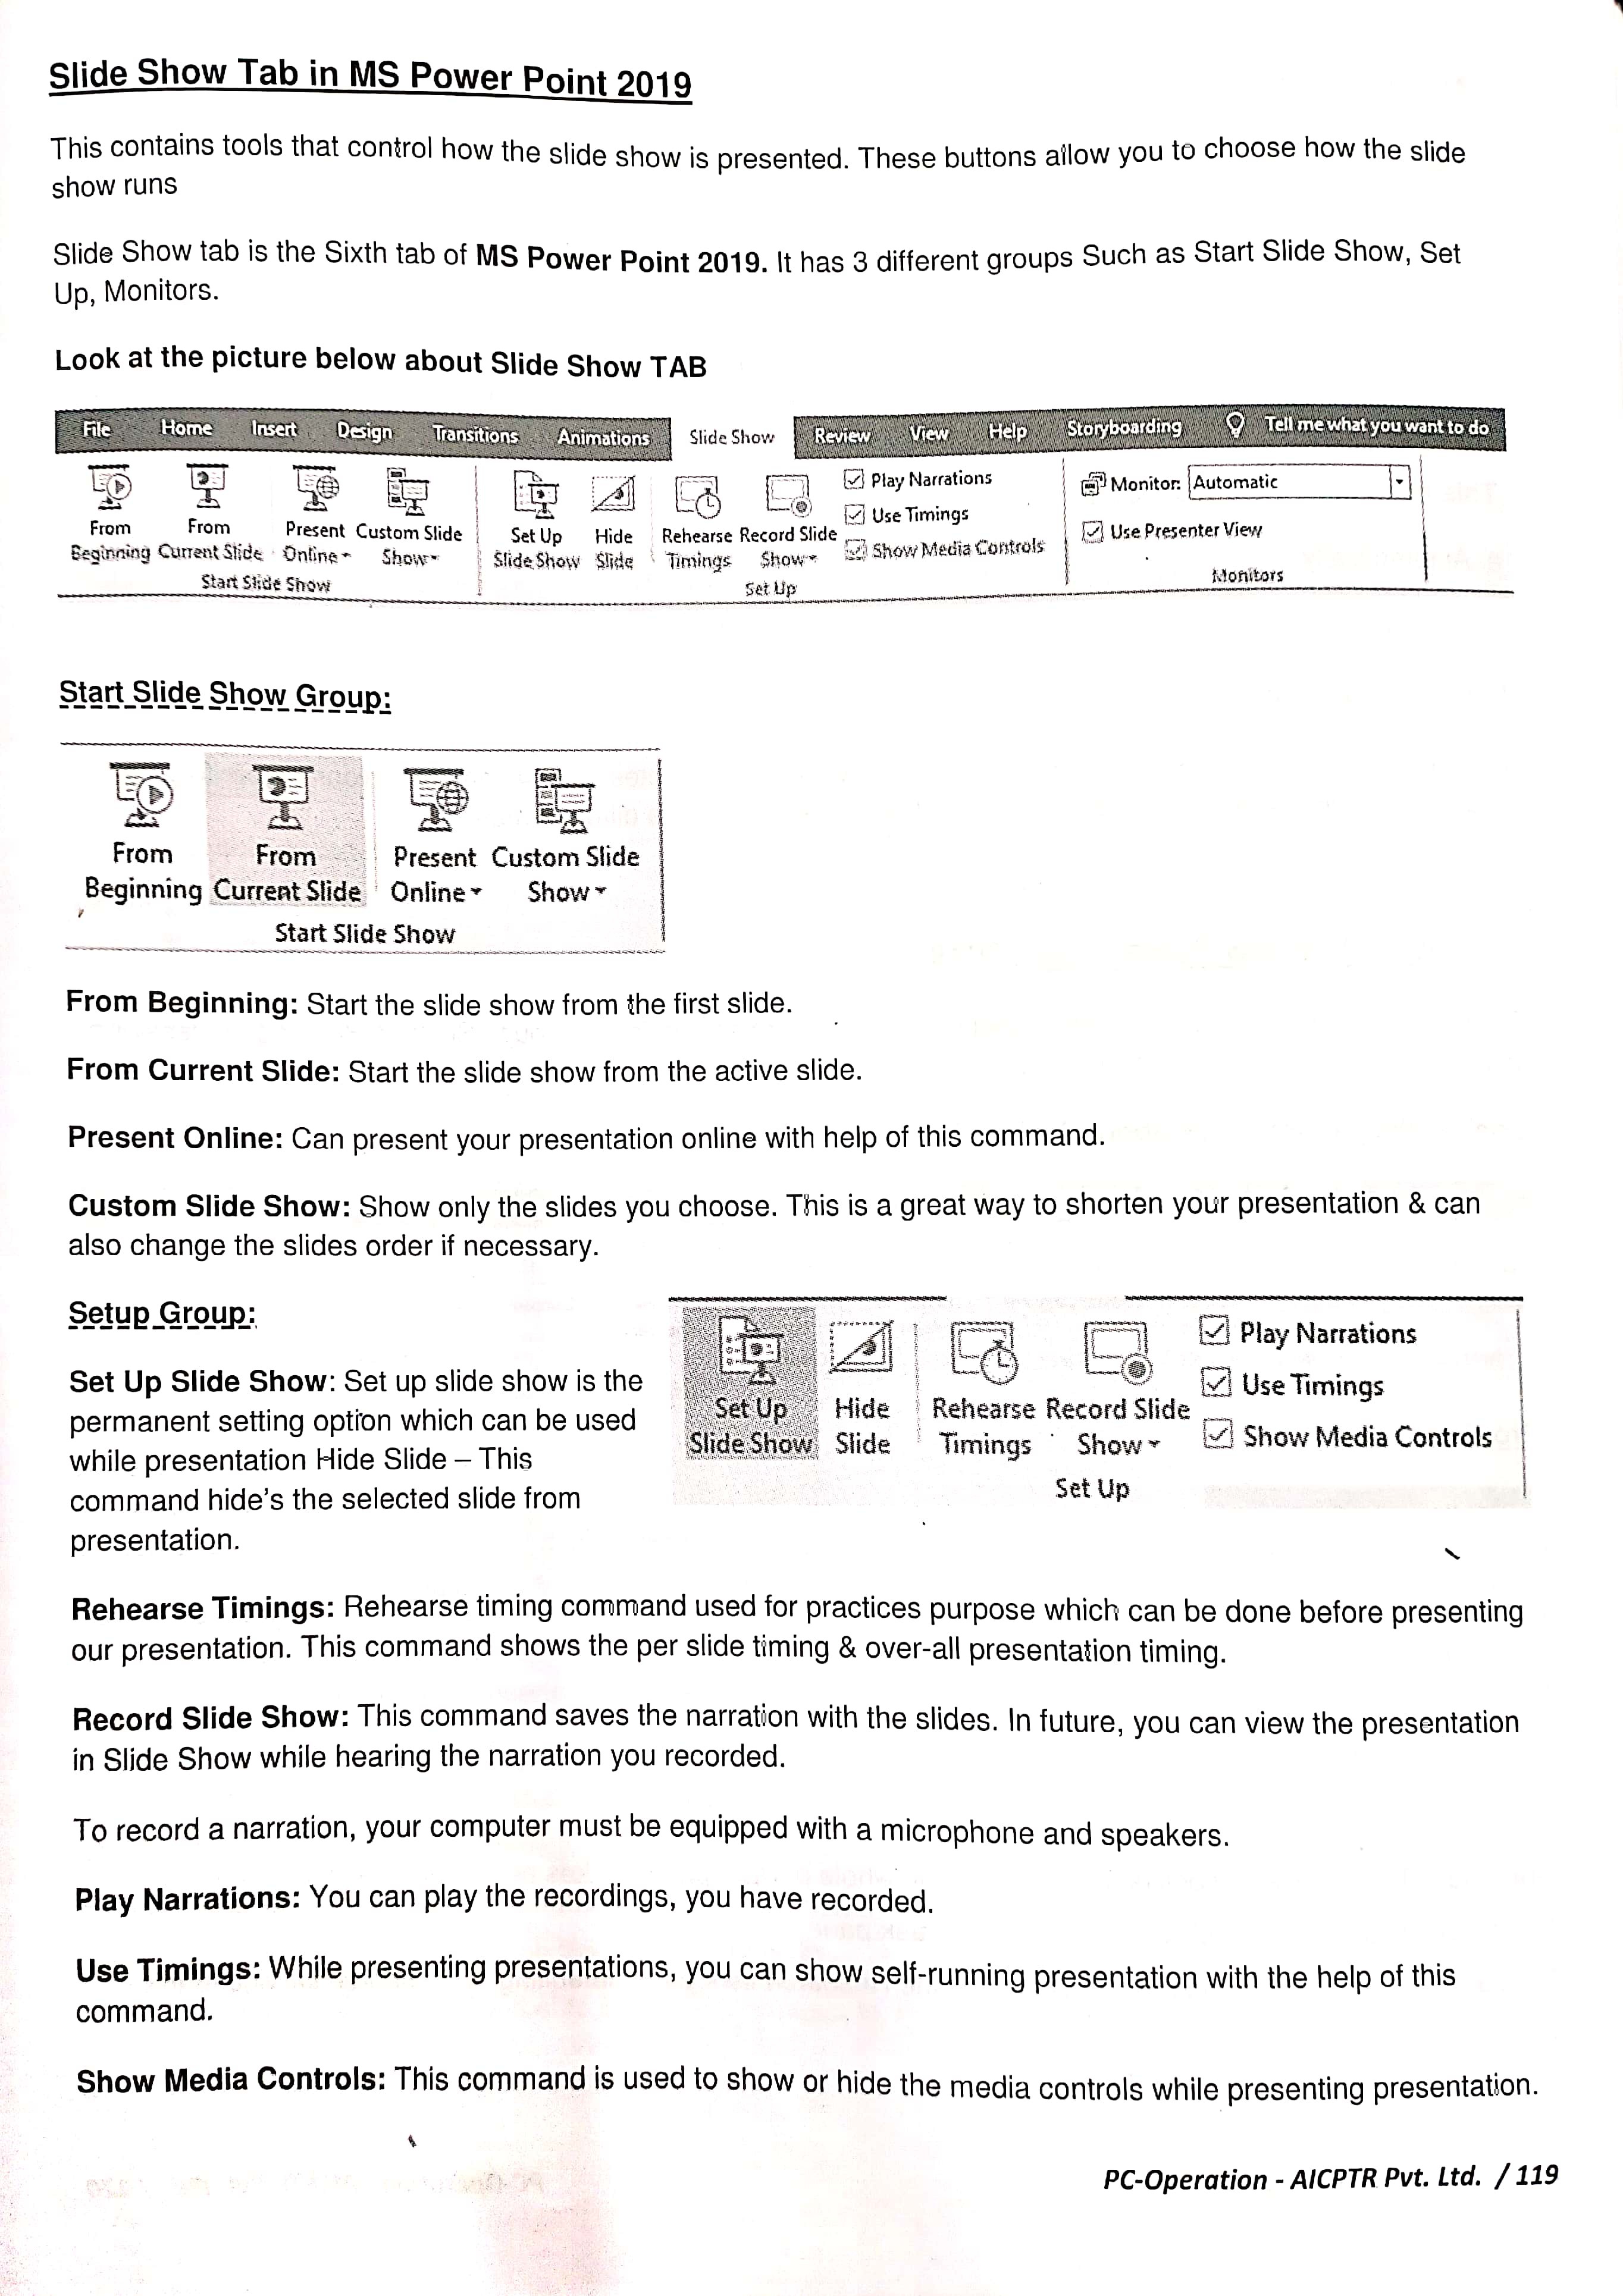 Slide Show Tab in MS Power Point 2019
This contains tools that control how the slide show is presented. These buttons allow you to choose how the slide
show runs
Slide Show tab is the Sixth tab of MS Power Point 2019. It has 3 different groups Such as Start Slide Show, Set
Up, Monitors.
Look at the picture below about Slide Show TAB
File Home Insert Design Transitions Animations Slide Show Review View Help Storyboarding Tell me what you want to do
From Beginning
From Current Slide
Present Online
Custom Slide Show
Start Slide Show
Set Up Slide Show
Hide Slide
Rehearse Timings
Record Slide Show
Play Narrations
Use Timings
Show Media Controls
Set Up
Monitor: Automatic
Use Presenter View
Monitors
Start Slide Show Group:
From Beginning
From Current Slide
Present Online
Custom Slide Show
Start Slide Show
From Beginning: Start the slide show from the first slide.
From Current Slide: Start the slide show from the active slide.
Present Online: Can present your presentation online with help of this command.
Custom Slide Show: Show only the slides you choose. This is a great way to shorten your presentation & can
also change the slides order if necessary.
Setup Group:
Set Up Slide Show: Set up slide show is the
permanent setting option which can be used
while presentation Hide Slide – This
command hide's the selected slide from
presentation.
Set Up Slide Show
Hide Slide
Rehearse Timings
Record Slide Show
Play Narrations
Use Timings
Show Media Controls
Set Up
Rehearse Timings: Rehearse timing command used for practices purpose which can be done before presenting
our presentation. This command shows the per slide timing & over-all presentation timing.
Record Slide Show: This command saves the narration with the slides. In future, you can view the presentation
in Slide Show while hearing the narration you recorded.
To record a narration, your computer must be equipped with a microphone and speakers.
Play Narrations: You can play the recordings, you have recorded.
Use Timings: While presenting presentations, you can show self-running presentation with the help of this
command.
Show Media Controls: This command is used to show or hide the media controls while presenting presentation.
PC-Operation - AICPTR Pvt. Ltd. / 119